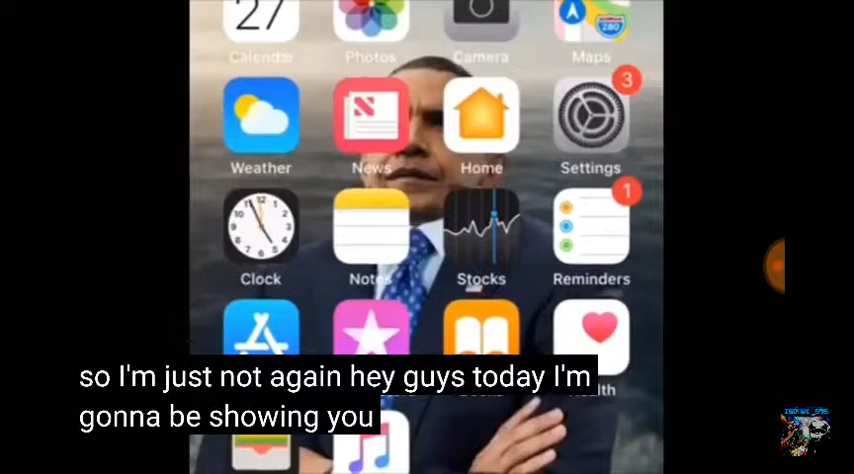 27
280
Calendar Photos Camera Maps
3
Weather News Home Settings
1
Clock Notes Stocks Reminders
so I'm just not again hey guys today I'm
gonna be showing you